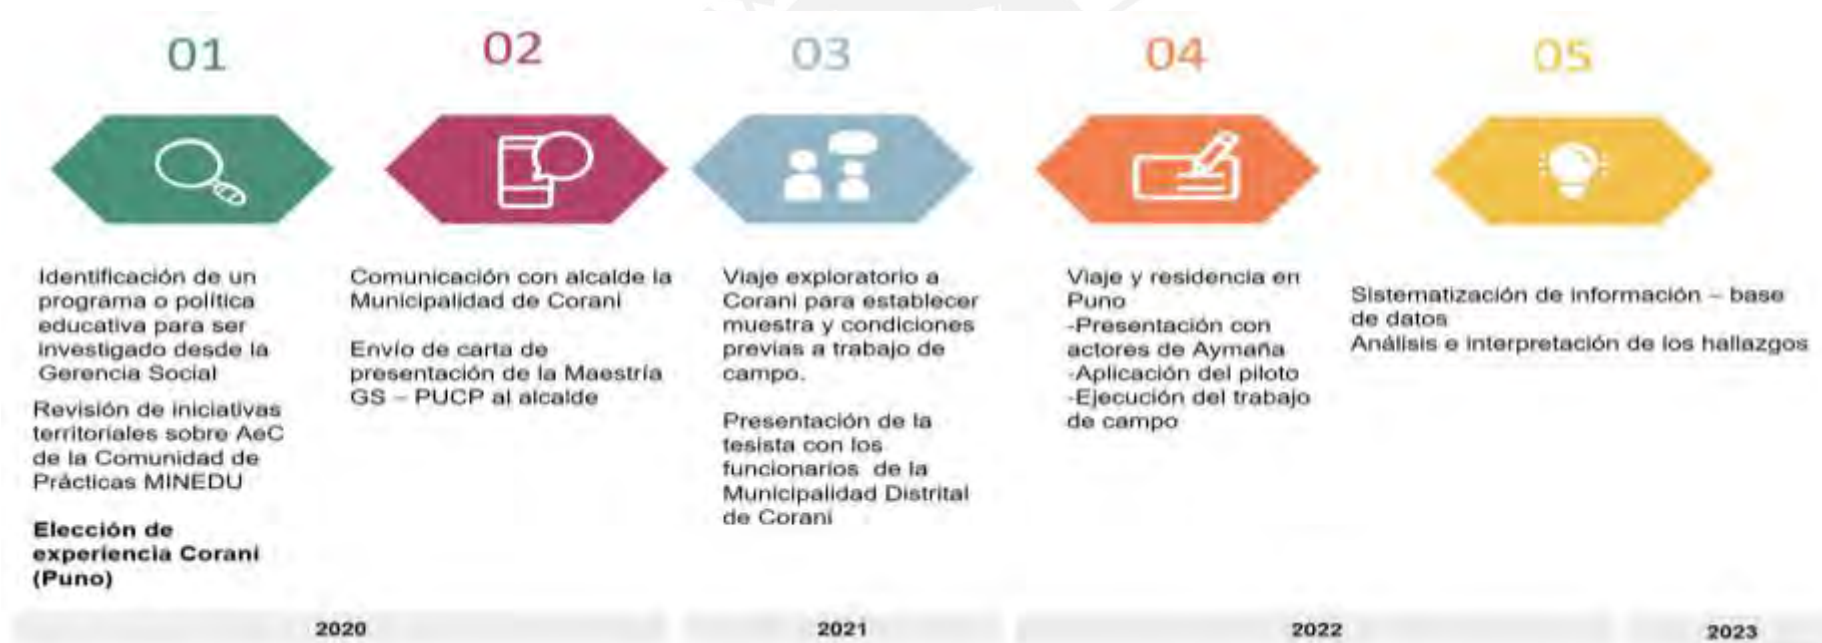 01
Identificación de un
programa o política
educativa para ser
investigado desde la
Gerencia Social
Revisión de iniciativas
territoriales sobre AeC
de la Comunidad de
Prácticas MINEDU
Elección de
experiencia Corani
(Puno)
02
Comunicación con alcalde la
Municipalidad de Corani
Envío de carta de
presentación de la Maestría
GS – PUCP al alcalde
03
Viaje exploratorio a
Corani para establecer
muestra y condiciones
previas a trabajo de
campo.
Presentación de la
tesista con los
funcionarios de la
Municipalidad Distrital
de Corani
04
Viaje y residencia en
Puno
-Presentación con
actores de Aymaña
-Aplicación del piloto
-Ejecución del trabajo
de campo
05
Sistematización de información – base
de datos
Análisis e interpretación de los hallazgos
2020
2021
2022
2023